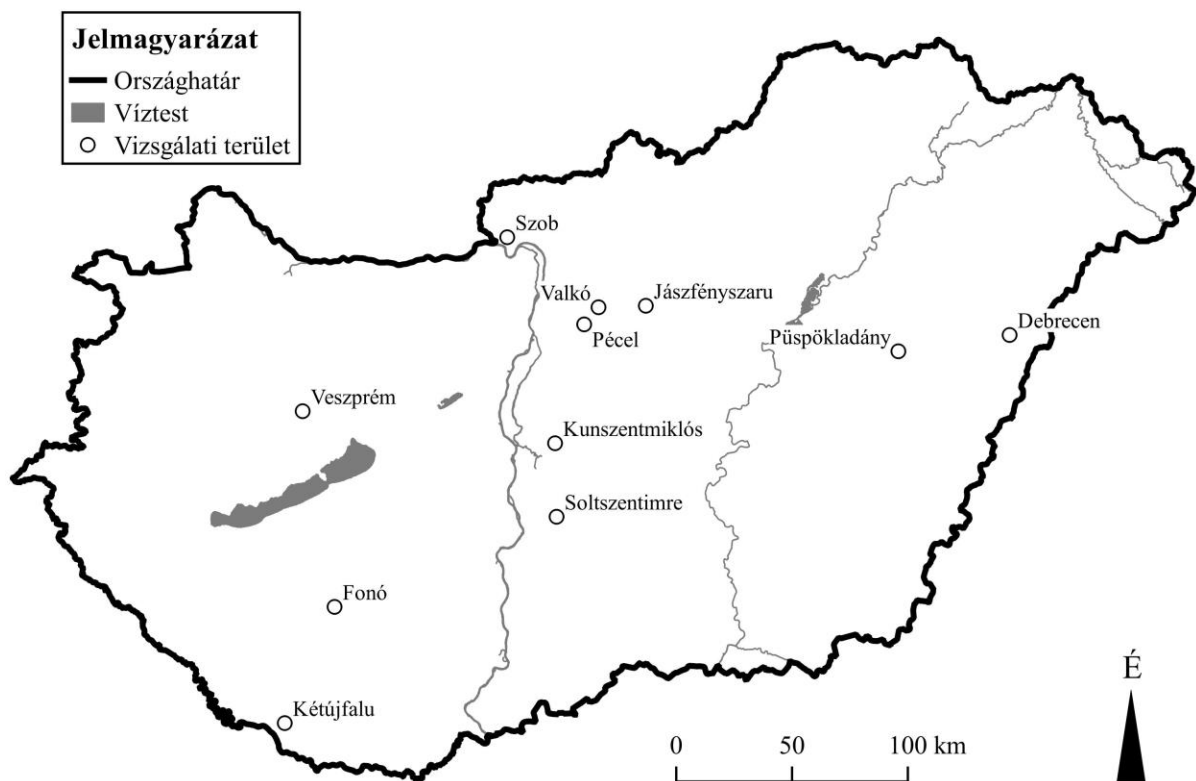 Jelmagyarázat
Országhatár
Víztest
Vizsgálati terület
Szob
Valkó
Jászfényszaru
Pécel
Püspökladány
Debrecen
Veszprém
Kunszentmiklós
Soltszentimre
Fonó
Kétújfalu
É
0 50 100 km